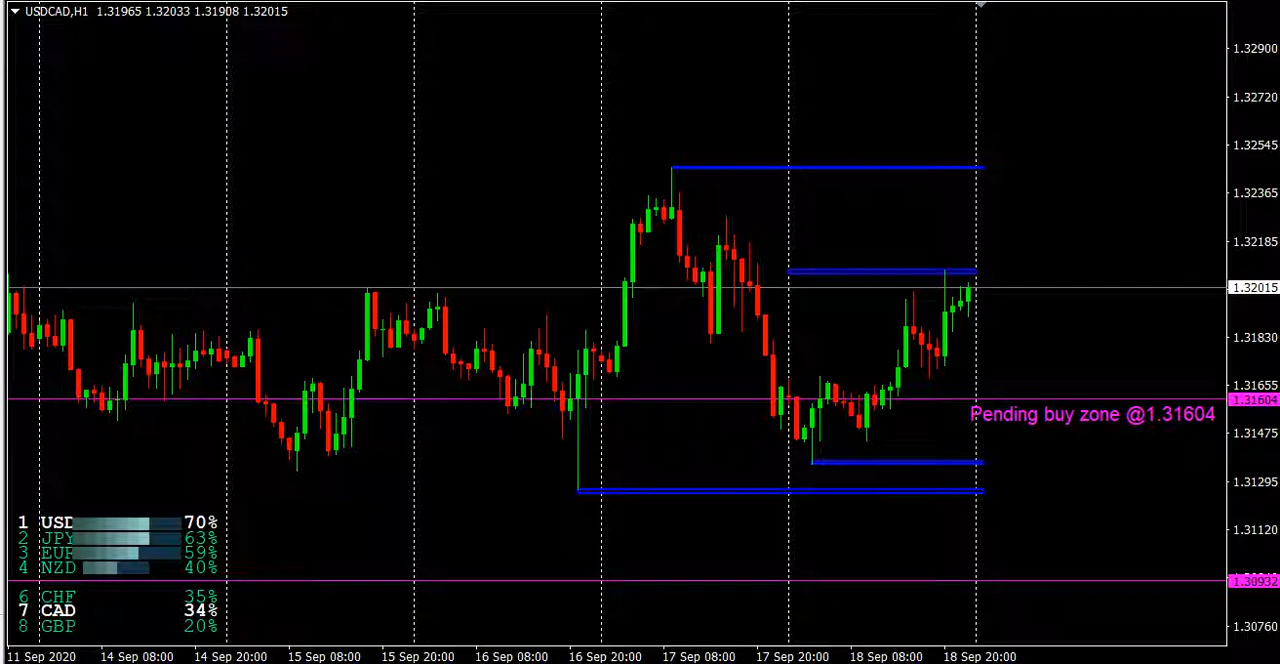 USDCAD,H1 1.31965 1.32033 1.31908 1.32015
1.32900
1.32720
1.32545
1.32365
1.32185
1.32015
1.31830
1.31655
1.31604
Pending buy zone @1.31604
1.31475
1.31295
1.31120
1.30932
1.30760
1 USD 70%
2 JPY 63%
3 EUR 59%
4 NZD 40%
6 CHF 35%
7 CAD 34%
8 GBP 20%
11 Sep 2020 14 Sep 08:00 14 Sep 20:00 15 Sep 08:00 15 Sep 20:00 16 Sep 08:00 16 Sep 20:00 17 Sep 08:00 17 Sep 20:00 18 Sep 08:00 18 Sep 20:00